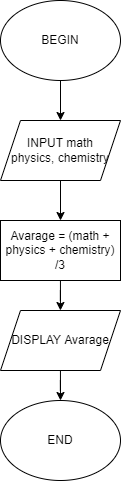 BEGIN
INPUT math
physics, chemistry
Avarage = (math +
physics + chemistry)
/3
DISPLAY Avarage
END